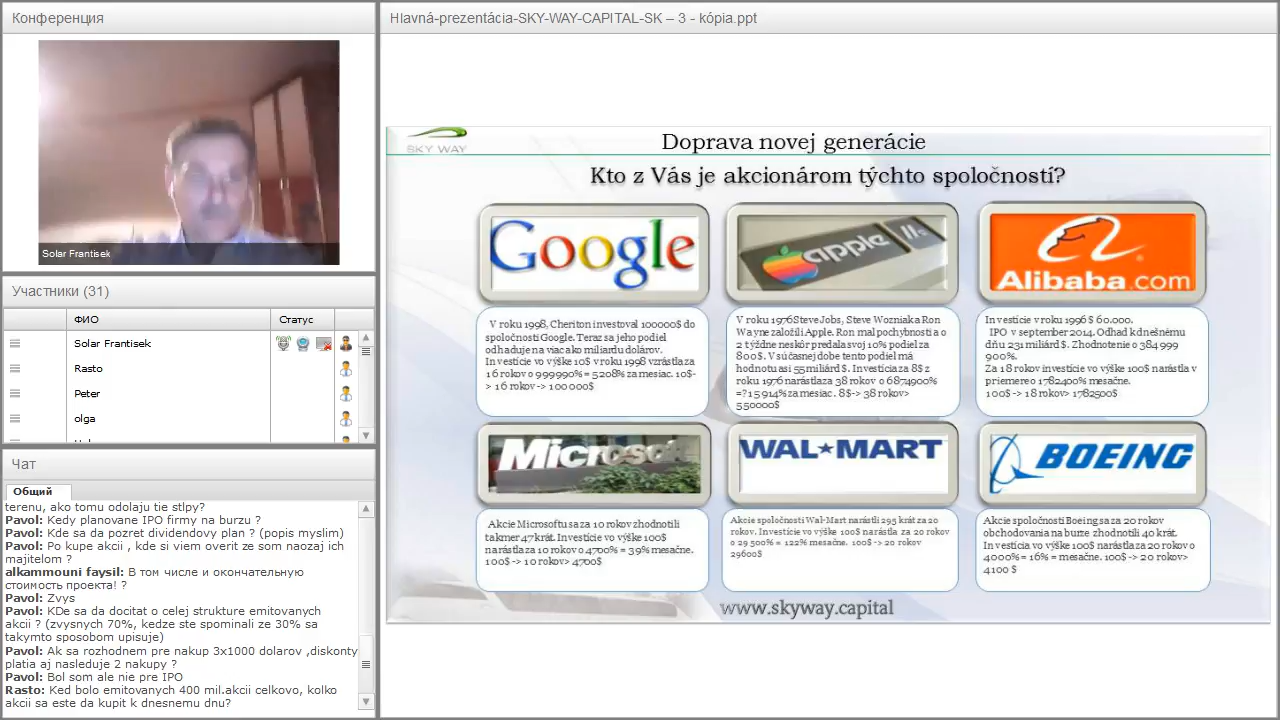 Конференция
Solar Frantisek
Участники (31)
ФИО
Статус
Solar Frantisek
Rasto
Peter
olga
Чат
Общий
terenu, ako tomu odolaju tie stlpy?
Pavol: Kedy planováne IPO firmy na burzu ?
Pavol: Kde sa da pozret dividendovy plan? (popis myslim)
Pavol: Po kupe akcii , kde si viem overit ze som naozaj ich
majitelom ?
alkammouni faysil: В том числе и окончательную
стоимость проекта! ?
Pavol: Zvys
Pavol: KDe sa da docitat o celej strukture emitovanych
akcii ? (zvysnych 70%, kedze ste spominali ze 30% sa
takymto sposobom upisuje)
Pavol: Ak sa rozhodnem pre nakup 3x1000 dolarov ,diskonty
platia aj nasleduje 2 nakupy ?
Pavol: Bol som ale nie pre IPO
Rasto: Ked bolo emitovanych 400 mil.akcii celkovo, kolko
akcii sa este da kupit k dnesnemu dnu?
Hlavná-prezentácia-SKY-WAY-CAPITAL-SK – 3 - kópia.ppt
SKY WAY
Doprava novej generácie
Kto z Vás je akcionárom týchto spoločností?
Google
V roku 1998, Cheriton investoval 100000$ do
spoločnosti Google. Teraz sa jeho podiel
odhaduje na viac ako miliardu dolárov.
Investície vo výške 10$ v roku 1998 vzrástla za
16 rokov o 999990% = 5208% za mesiac. 10$-
> 16 rokov -> 100 000$
apple
V roku 1976 Steve Jobs, Steve Wozniak a Ron
Wayne založili Apple. Ron mal pochybnosti a o
2 týždne neskôr predala svoj 10% podiel za
800$. V súčasnej dobe tento podiel má
hodnotu asi 55 miliárd $. Investícia za 8$ z
roku 1976 narástla za 38 rokov o 6874900%
=?15 914% za mesiac. 8$-> 38 rokov>
550000$
Alibaba.com
Investície v roku 1996 $ 60.000.
IPO v september 2014. Odhad k dnešnému
dňu 231 miliárd $. Zhodnotenie o 384 999
900%.
Za 18 rokov investície vo výške 100$ narástla v
priemere o 1782400% mesačne.
100$ -> 18 rokov> 1782500$
Microsoft
Akcie Microsoftu sa za 10 rokov zhodnotili
takmer 47 krát. Investície vo výške 100$
narástla za 10 rokov o 4700% = 39% mesačne.
100$ -> 10 rokov> 4700$
WAL★MART
Akcie spoločnosti Wal-Mart narástli 295 krát za 20
rokov. Investície vo výške 100$ narástla za 20 rokov
o 29 500% = 122% mesačne. 100$ -> 20 rokov
29600$
BOEING
Akcie spoločnosti Boeing sa za 20 rokov
obchodovania na burze zhodnotili 40 krát.
Investícia vo výške 100$ narástla za 20 rokov o
4000% = 16% = mesačne. 100$ -> 20 rokov>
4100 $
www.skyway.capital